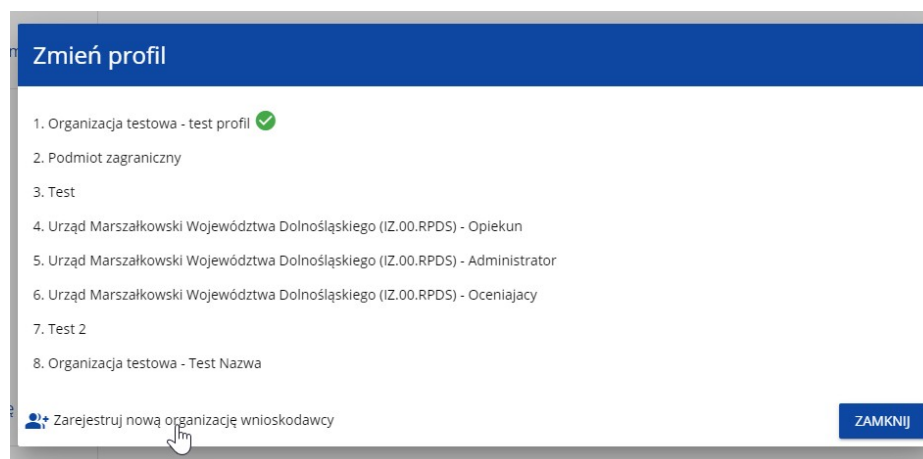 Zmień profil
1. Organizacja testowa - test profil
2. Podmiot zagraniczny
3. Test
4. Urząd Marszałkowski Województwa Dolnośląskiego (IZ.00.RPDS) - Opiekun
5. Urząd Marszałkowski Województwa Dolnośląskiego (IZ.00.RPDS) - Administrator
6. Urząd Marszałkowski Województwa Dolnośląskiego (IZ.00.RPDS) - Oceniajacy
7. Test 2
8. Organizacja testowa - Test Nazwa
Zarejestruj nową organizację wnioskodawcy
ZAMKNIJ